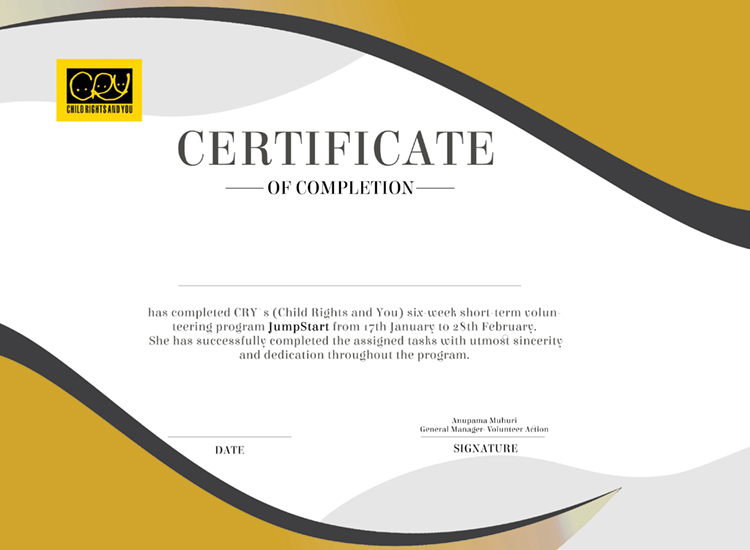 CRY
CHILD RIGHTS AND YOU
CERTIFICATE
OF COMPLETION
has completed CRY s (Child Rights and You) six-week short-term volun-
teering program JumpStart from 17th January to 28th February.
She has successfully completed the assigned tasks with utmost sincerity
and dedication throughout the program.
Anupama Muhuri
General Manager- Volunteer Action
DATE
SIGNATURE